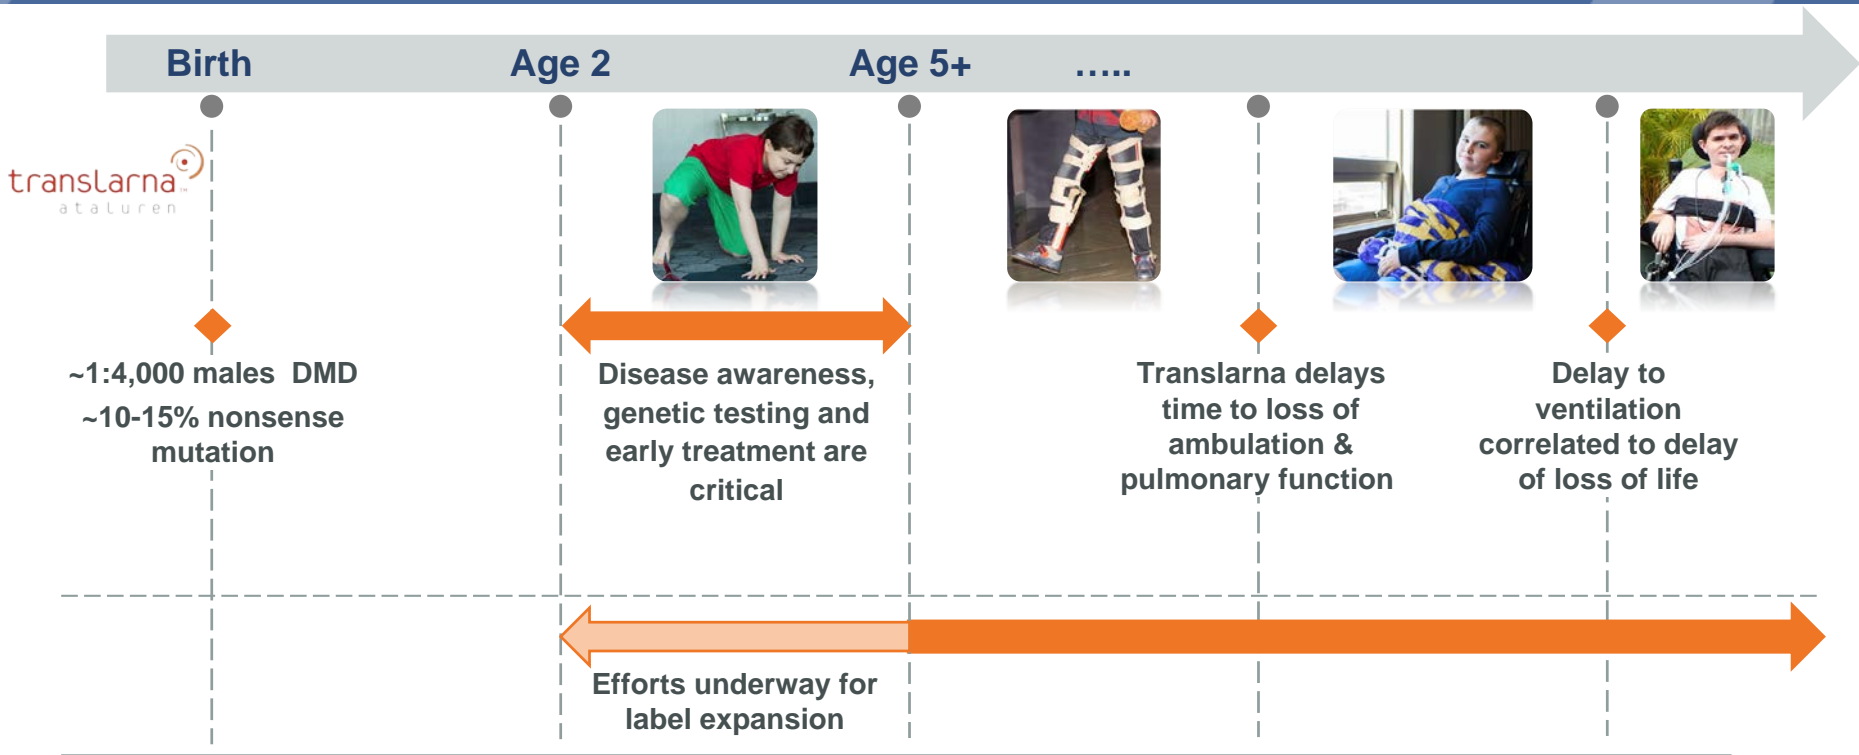 Birth
Age 2
Age 5+
.....
translarna™
ataluren
~1:4,000 males DMD
~10-15% nonsense
mutation
Disease awareness,
genetic testing and
early treatment are
critical
Translarna delays
time to loss of
ambulation &
pulmonary function
Delay to
ventilation
correlated to delay
of loss of life
Efforts underway for
label expansion